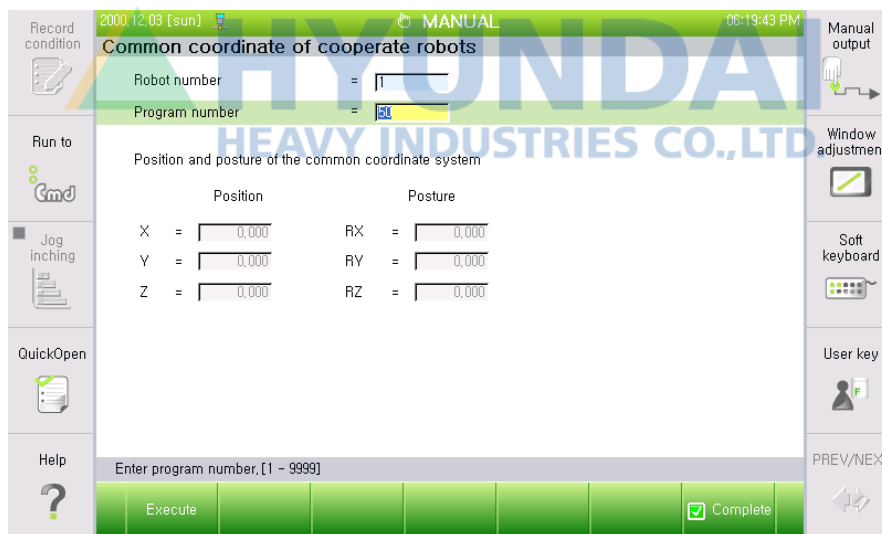 Record condition
2000,12,03 [sun]
MANUAL
06:19:43 PM
Manual output
Common coordinate of cooperate robots
Robot number = 1
Program number = 50
HYUNDAI
HEAVY INDUSTRIES CO.,LTD.
Run to
Cmd
Window adjustmen
Position and posture of the common coordinate system
Position Posture
X = 0,000 RX = 0,000
Y = 0,000 RY = 0,000
Z = 0,000 RZ = 0,000
Jog inching
Soft keyboard
QuickOpen
User key
F
Help
PREV/NEX
Enter program number,[1 - 9999]
Execute
Complete